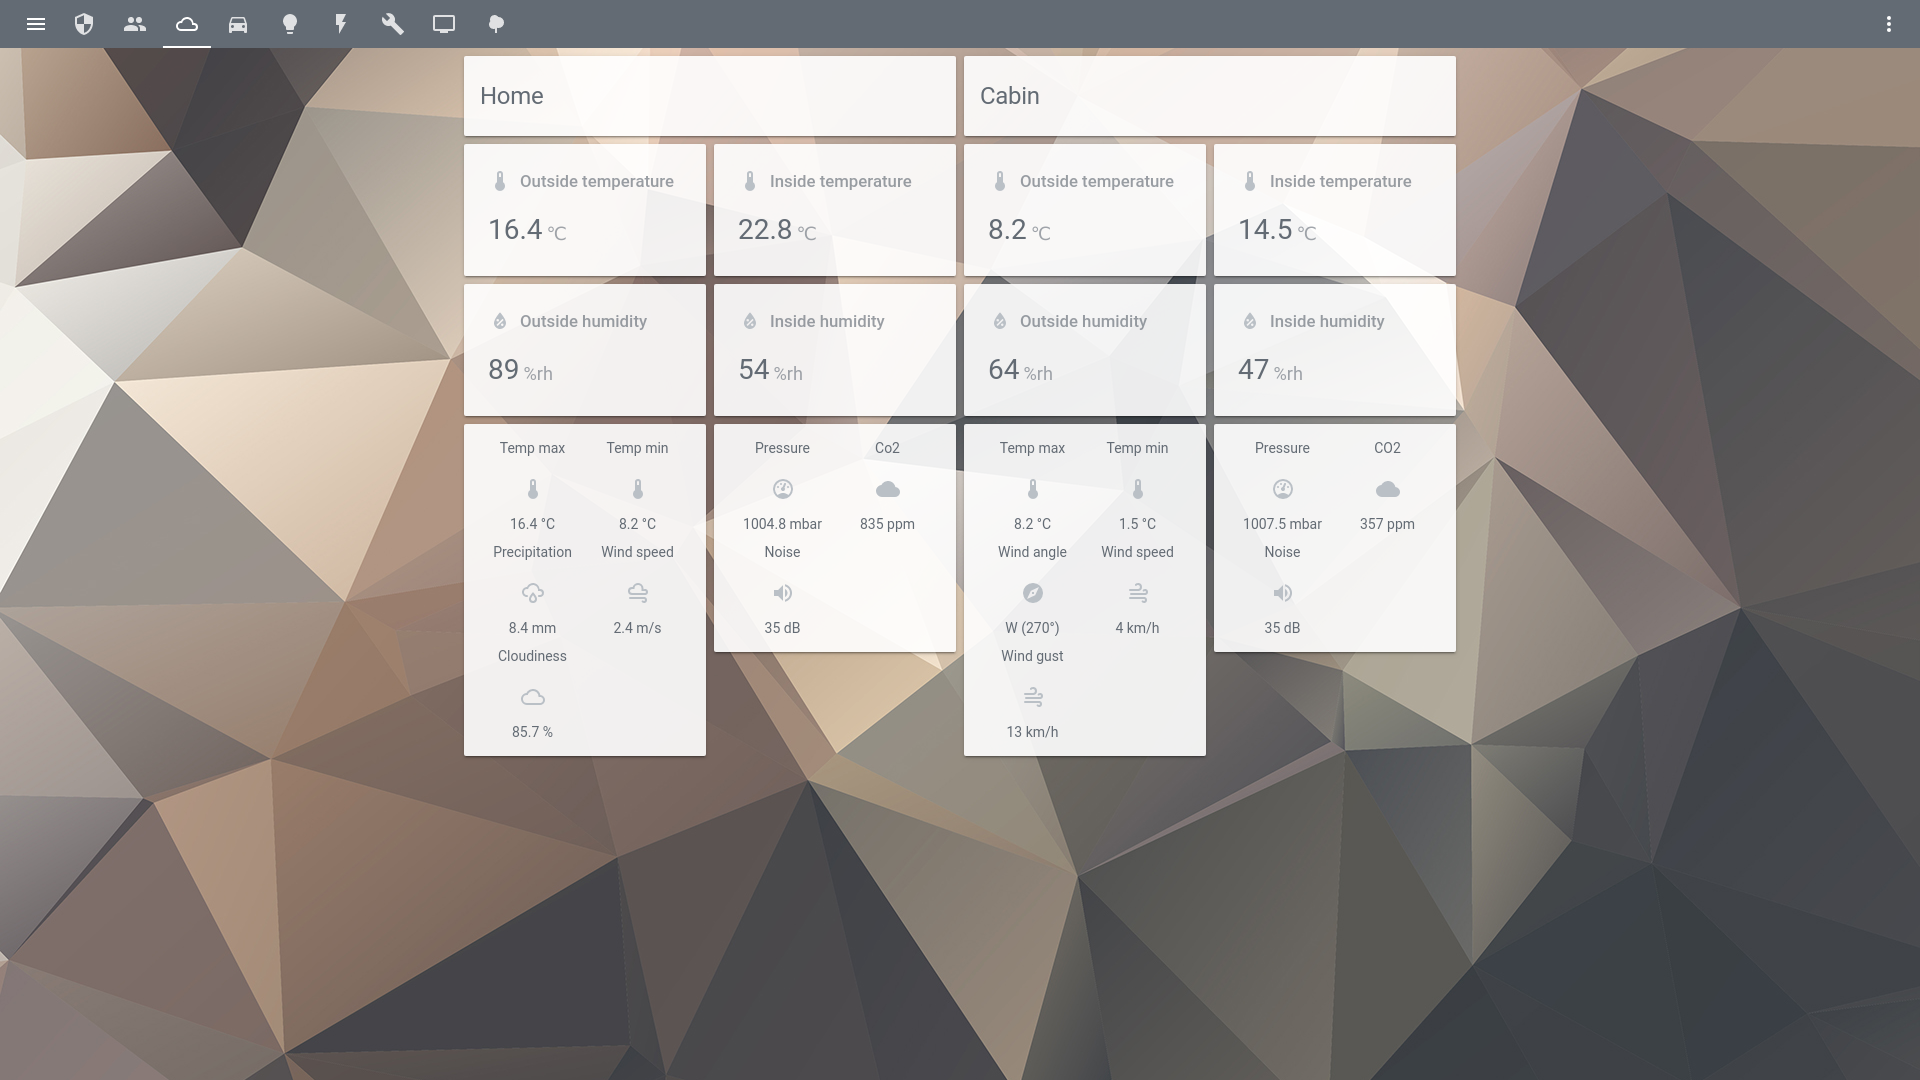 Home
Cabin
Outside temperature
16.4 °C
Inside temperature
22.8 °C
Outside temperature
8.2 °C
Inside temperature
14.5 °C
Outside humidity
89 %rh
Inside humidity
54 %rh
Outside humidity
64 %rh
Inside humidity
47 %rh
Temp max
Temp min
16.4 °C
8.2 °C
Precipitation
Wind speed
8.4 mm
2.4 m/s
Cloudiness
85.7 %
Pressure
Co2
1004.8 mbar
835 ppm
Noise
35 dB
Temp max
Temp min
8.2 °C
1.5 °C
Wind angle
Wind speed
W (270°)
4 km/h
Wind gust
13 km/h
Pressure
CO2
1007.5 mbar
357 ppm
Noise
35 dB